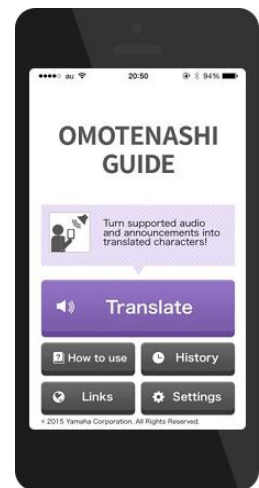 au 20:50 94%
OMOTENASHI
GUIDE
Turn supported audio
and announcements into
translated characters!
Translate
? How to use
History
Links
Settings
© 2015 Yamaha Corporation. All Rights Reserved.